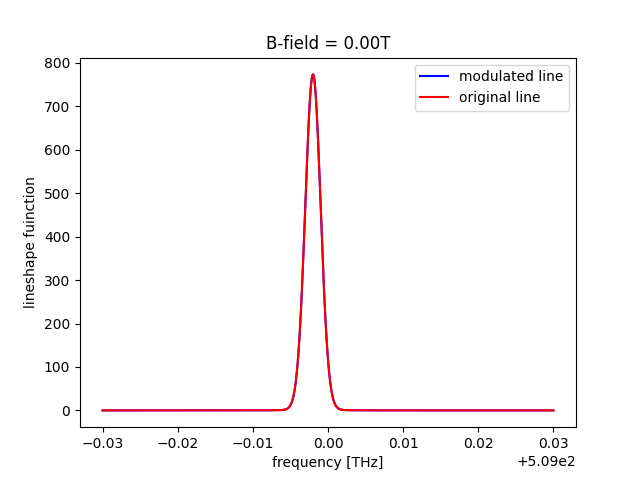 B-field = 0.00T
modulated line
original line
lineshape fuinction
800
700
600
500
400
300
200
100
0
−0.03 −0.02 −0.01 0.00 0.01 0.02 0.03
frequency [THz]
+5.09e2